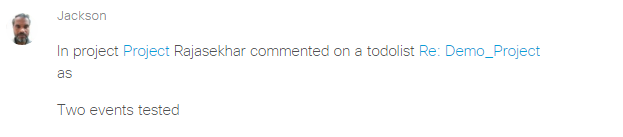 Jackson
In project Project Rajasekhar commented on a todolist Re: Demo_Project
as
Two events tested